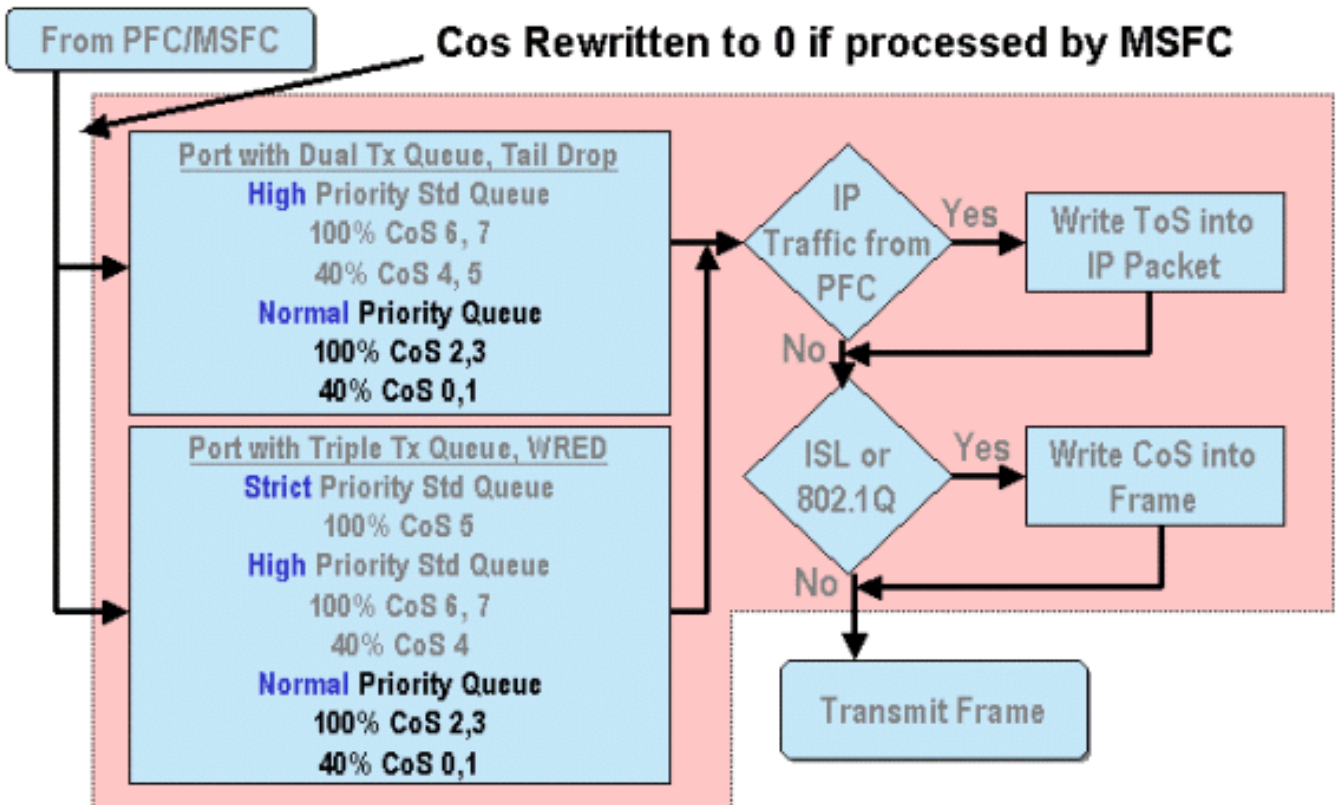 From PFC/MSFC
Cos Rewritten to 0 if processed by MSFC
Port with Dual Tx Queue, Tail Drop
High Priority Std Queue
100% CoS 6, 7
40% CoS 4, 5
Normal Priority Queue
100% CoS 2,3
40% CoS 0,1
Port with Triple Tx Queue, WRED
Strict Priority Std Queue
100% CoS 5
High Priority Std Queue
100% CoS 6, 7
40% CoS 4
Normal Priority Queue
100% CoS 2,3
40% CoS 0,1
IP
Traffic from
PFC
Yes
Write ToS into
IP Packet
No
ISL or
802.1Q
Yes
Write CoS into
Frame
No
Transmit Frame